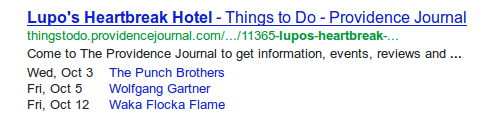 Lupo's Heartbreak Hotel - Things to Do - Providence Journal
thingstodo.providencejournal.com/.../11365-lupos-heartbreak-...
Come to The Providence Journal to get information, events, reviews and ...
Wed, Oct 3 The Punch Brothers
Fri, Oct 5 Wolfgang Gartner
Fri, Oct 12 Waka Flocka Flame